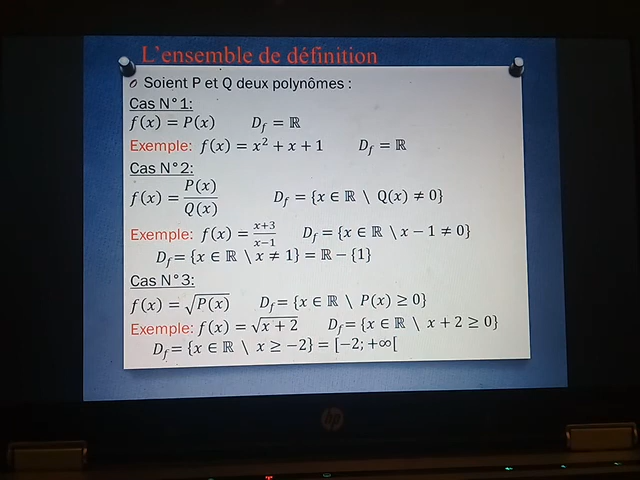 L'ensemble de définition
o Soient P et Q deux polynômes :
Cas N°1:
f(x) = P(x) D_f = ℝ
Exemple: f(x) = x² + x + 1 D_f = ℝ
Cas N°2:
f(x) = P(x)/Q(x) D_f = {x ∈ ℝ \ Q(x) ≠ 0}
Exemple: f(x) = (x+3)/(x−1) D_f = {x ∈ ℝ \ x − 1 ≠ 0}
D_f = {x ∈ ℝ \ x ≠ 1} = ℝ − {1}
Cas N°3:
f(x) = √P(x) D_f = {x ∈ ℝ \ P(x) ≥ 0}
Exemple: f(x) = √(x + 2) D_f = {x ∈ ℝ \ x + 2 ≥ 0}
D_f = {x ∈ ℝ \ x ≥ −2} = [−2; +∞[
hp